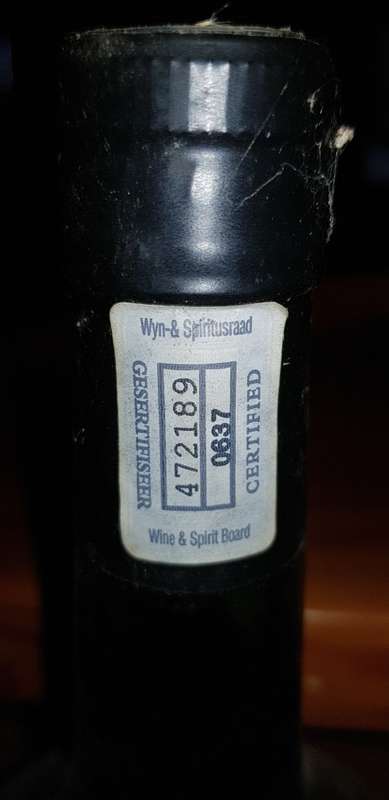 Wyn-& Spiritusraad
GESERTIFISEER
472189
0637
CERTIFIED
Wine & Spirit Board